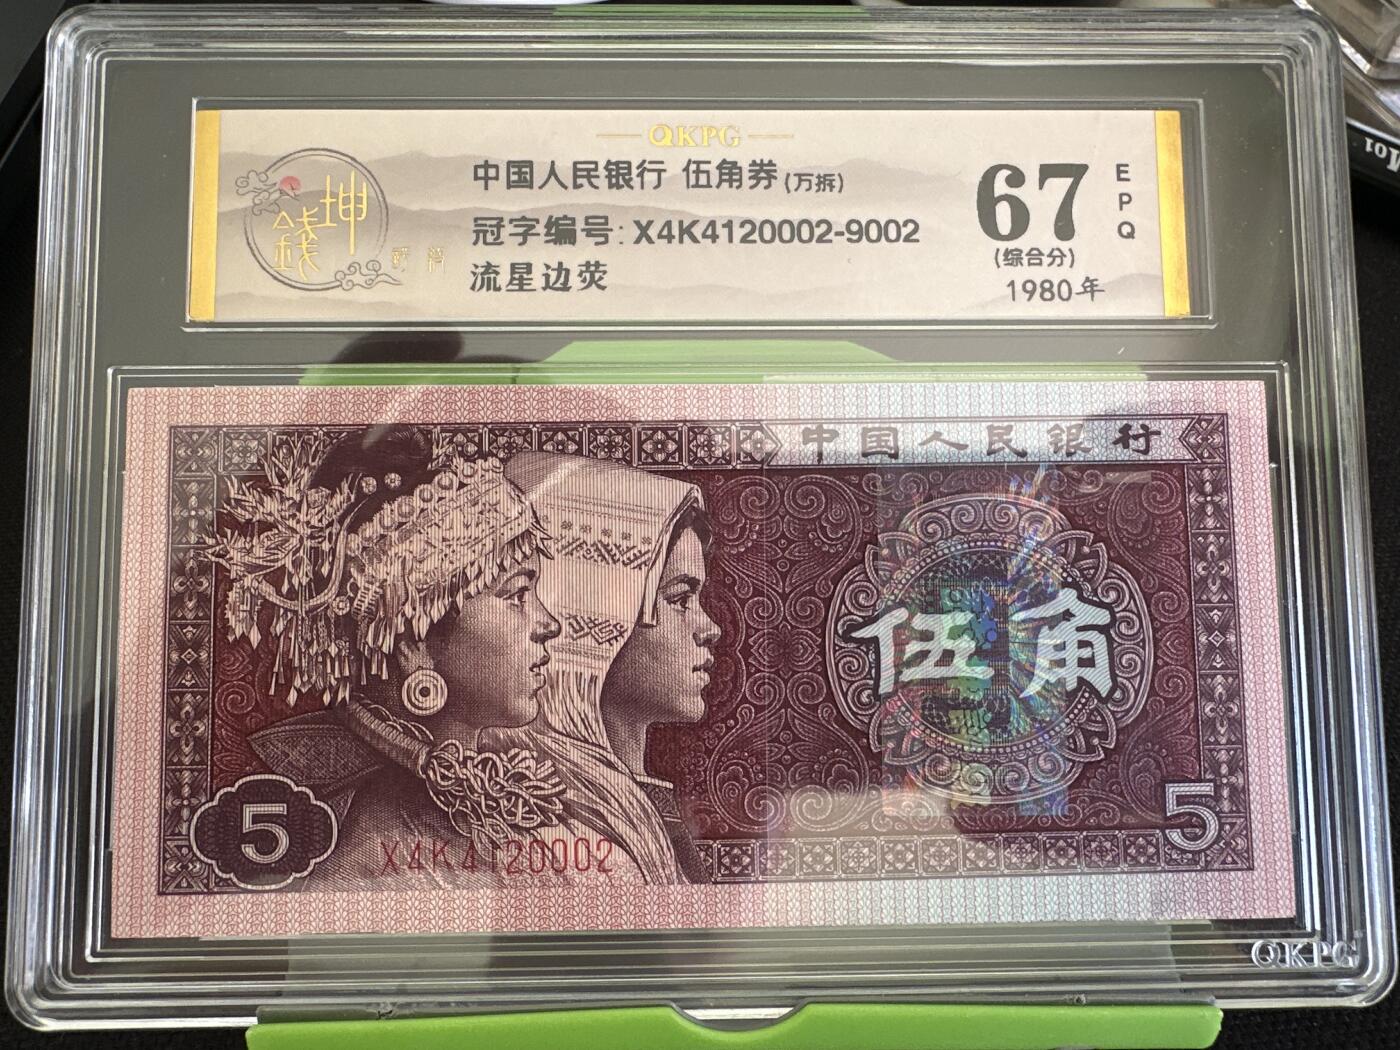 QKPG
中国人民银行 伍角券(万拆)
冠字编号: X4K4120002-9002
流星边荧
坤
錢
67
EPQ
(综合分)
1980年
中国人民银行
伍角
5
5
X4K4120002
QKPG